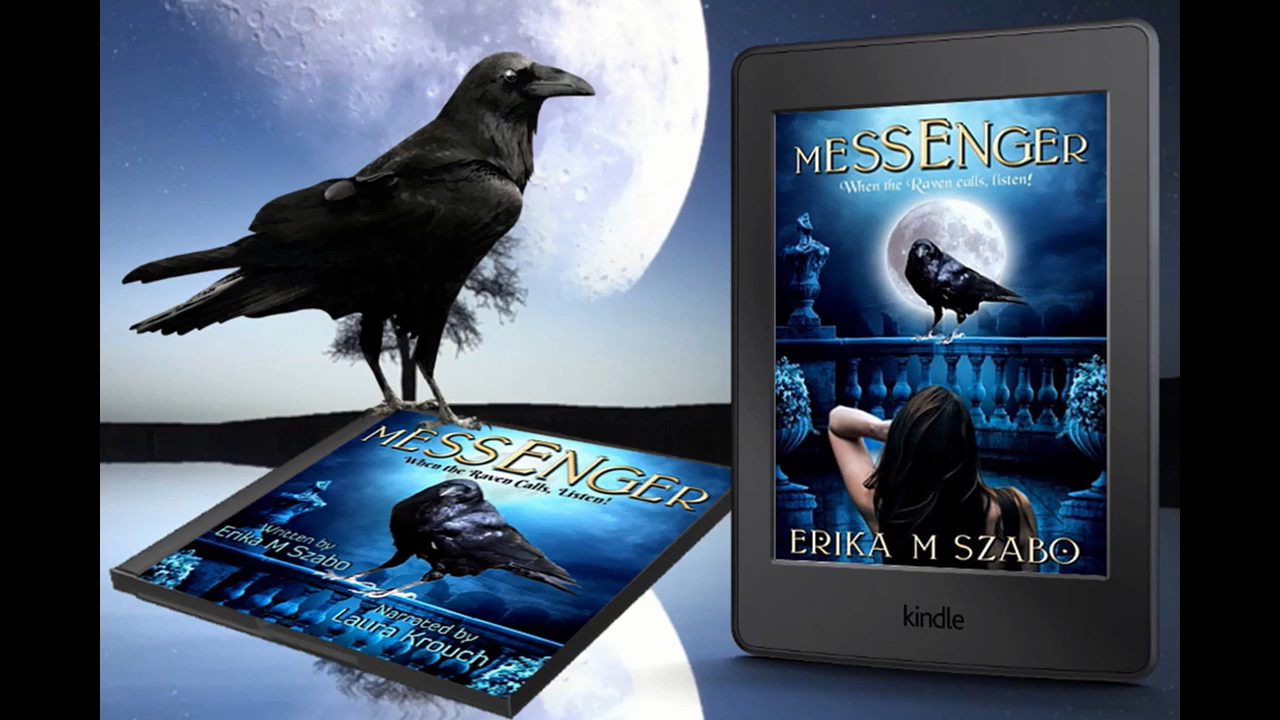 MESSENGER
When the Raven Calls, Listen!
Written by
Erika M Szabo
Narrated by
Laura Krouch
MESSENGER
When the Raven calls, listen!
ERIKA M SZABO
kindle